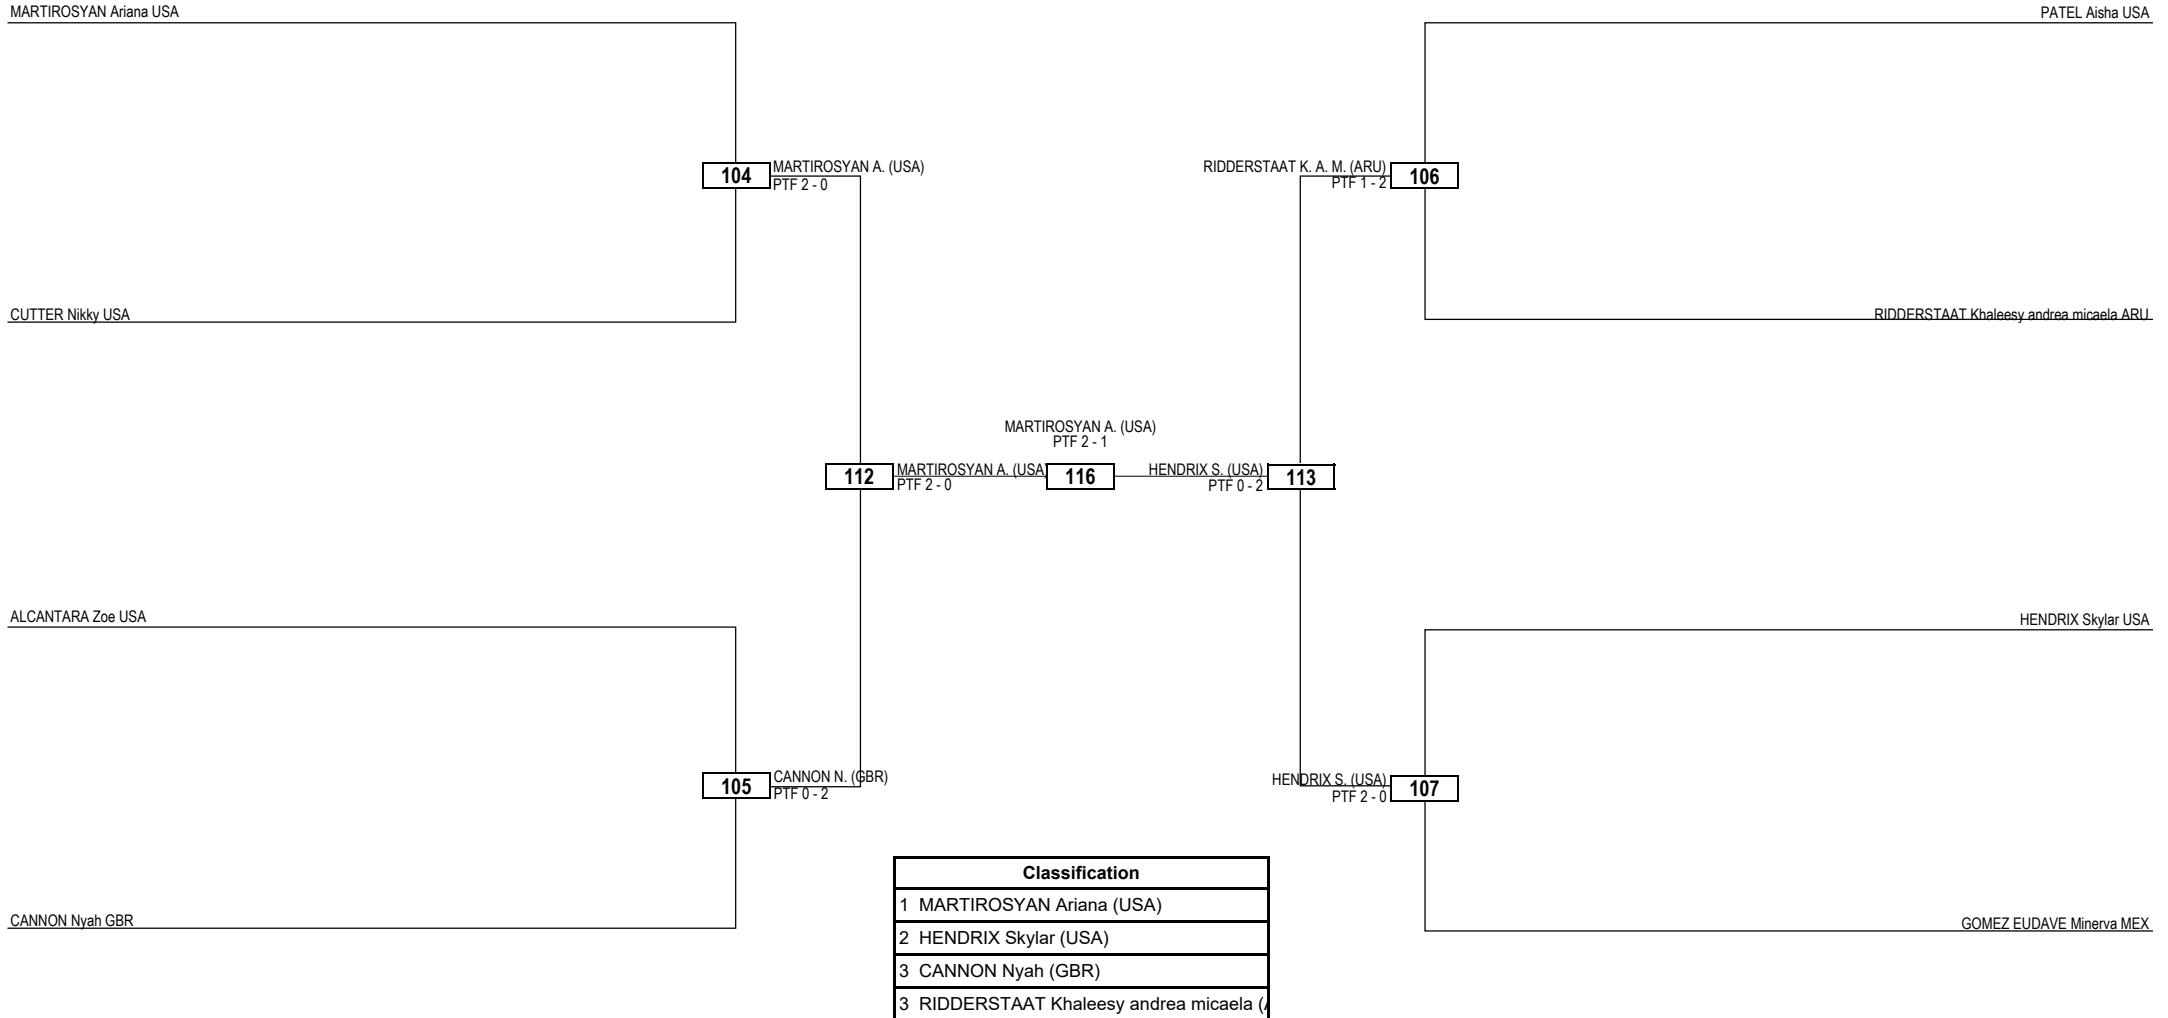 MARTIROSYAN Ariana USA
PATEL Aisha USA
104
MARTIROSYAN A. (USA)
PTF 2 - 0
RIDDERSTAAT K. A. M. (ARU)
PTF 1 - 2
106
CUTTER Nikky USA
RIDDERSTAAT Khaleesy andrea micaela ARU
MARTIROSYAN A. (USA)
PTF 2 - 1
112
MARTIROSYAN A. (USA
PTF 2 - 0
116
HENDRIX S. (USA)
PTF 0 - 2
113
ALCANTARA Zoe USA
HENDRIX Skylar USA
105
CANNON N. (GBR)
PTF 0 - 2
HENDRIX S. (USA)
PTF 2 - 0
107
CANNON Nyah GBR
GOMEZ EUDAVE Minerva MEX
Classification
1 MARTIROSYAN Ariana (USA)
2 HENDRIX Skylar (USA)
3 CANNON Nyah (GBR)
3 RIDDERSTAAT Khaleesy andrea micaela (